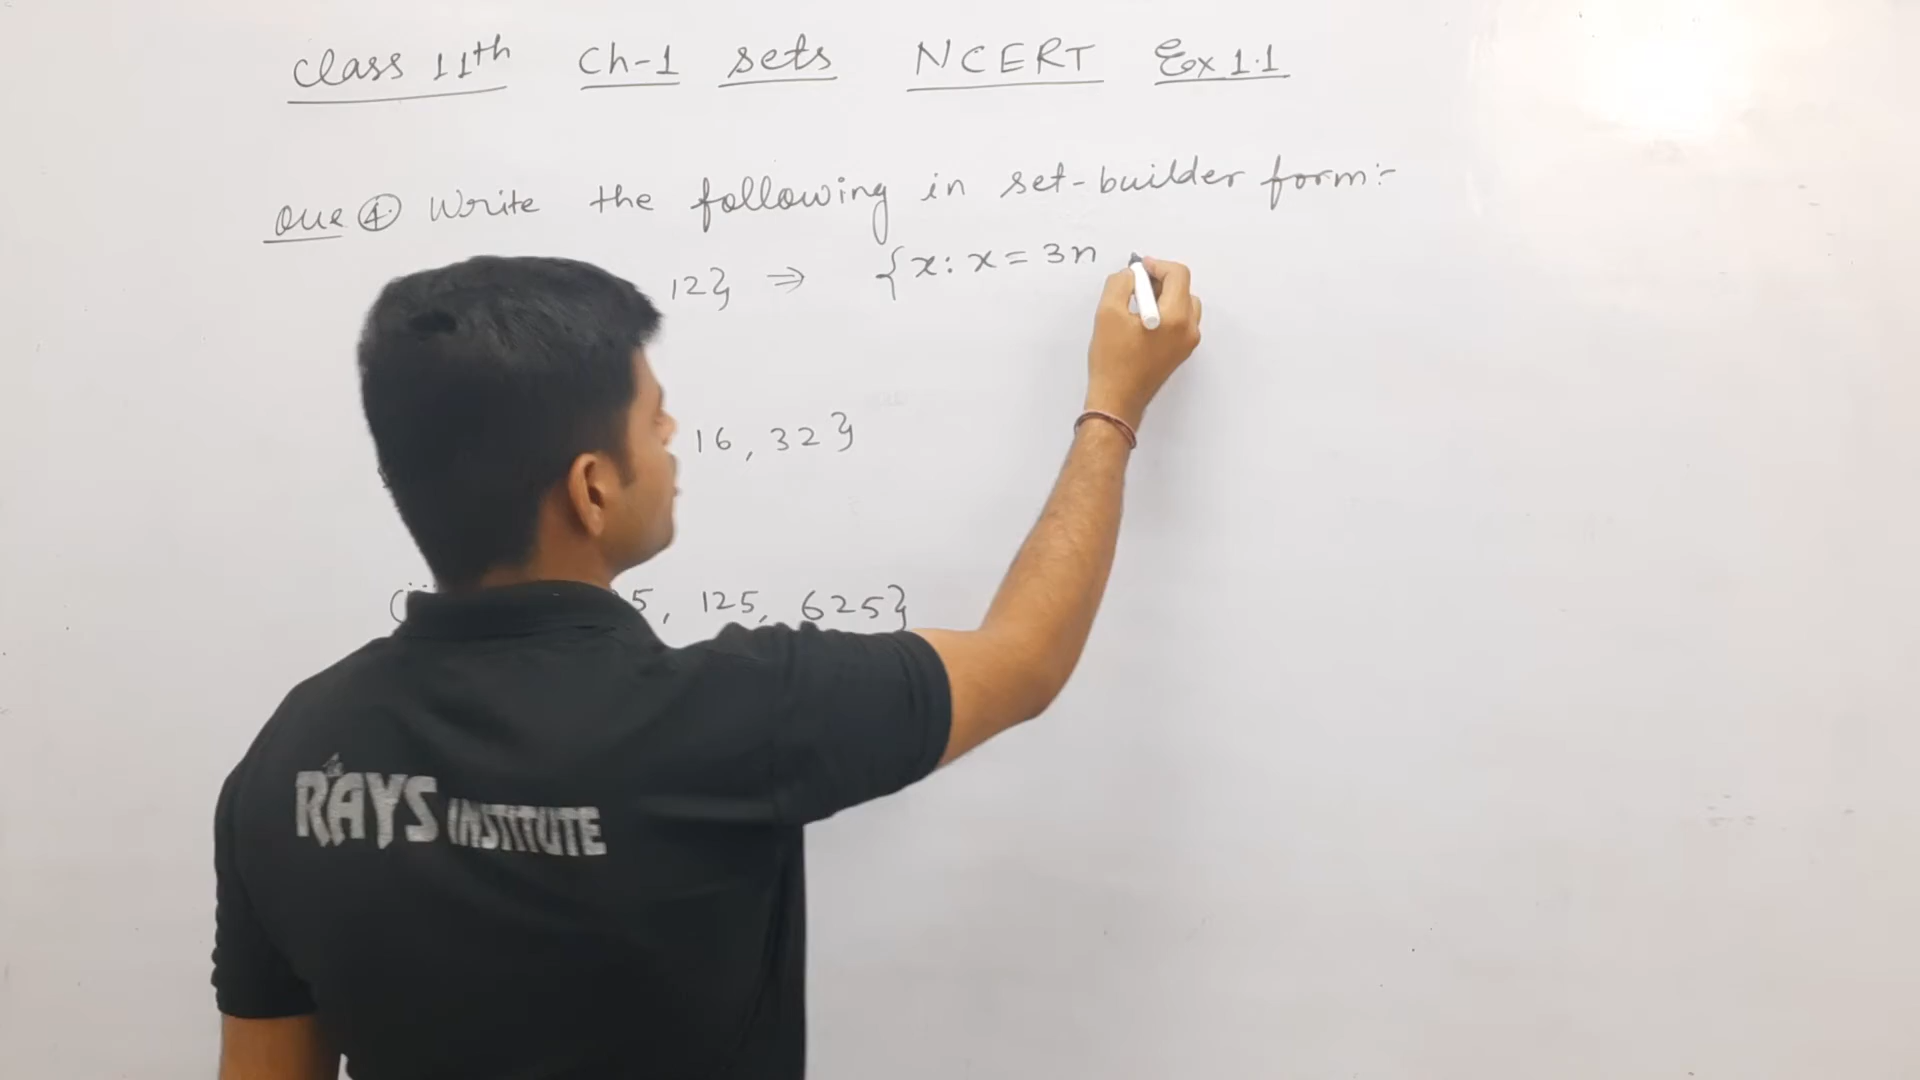 class 11th Ch-1 sets NCERT Ex 1.1
Que ④ Write the following in set-builder form:-
12} ⇒ {x: x = 3n
16, 32}
5, 125, 625}
The RAYS INSTITUTE